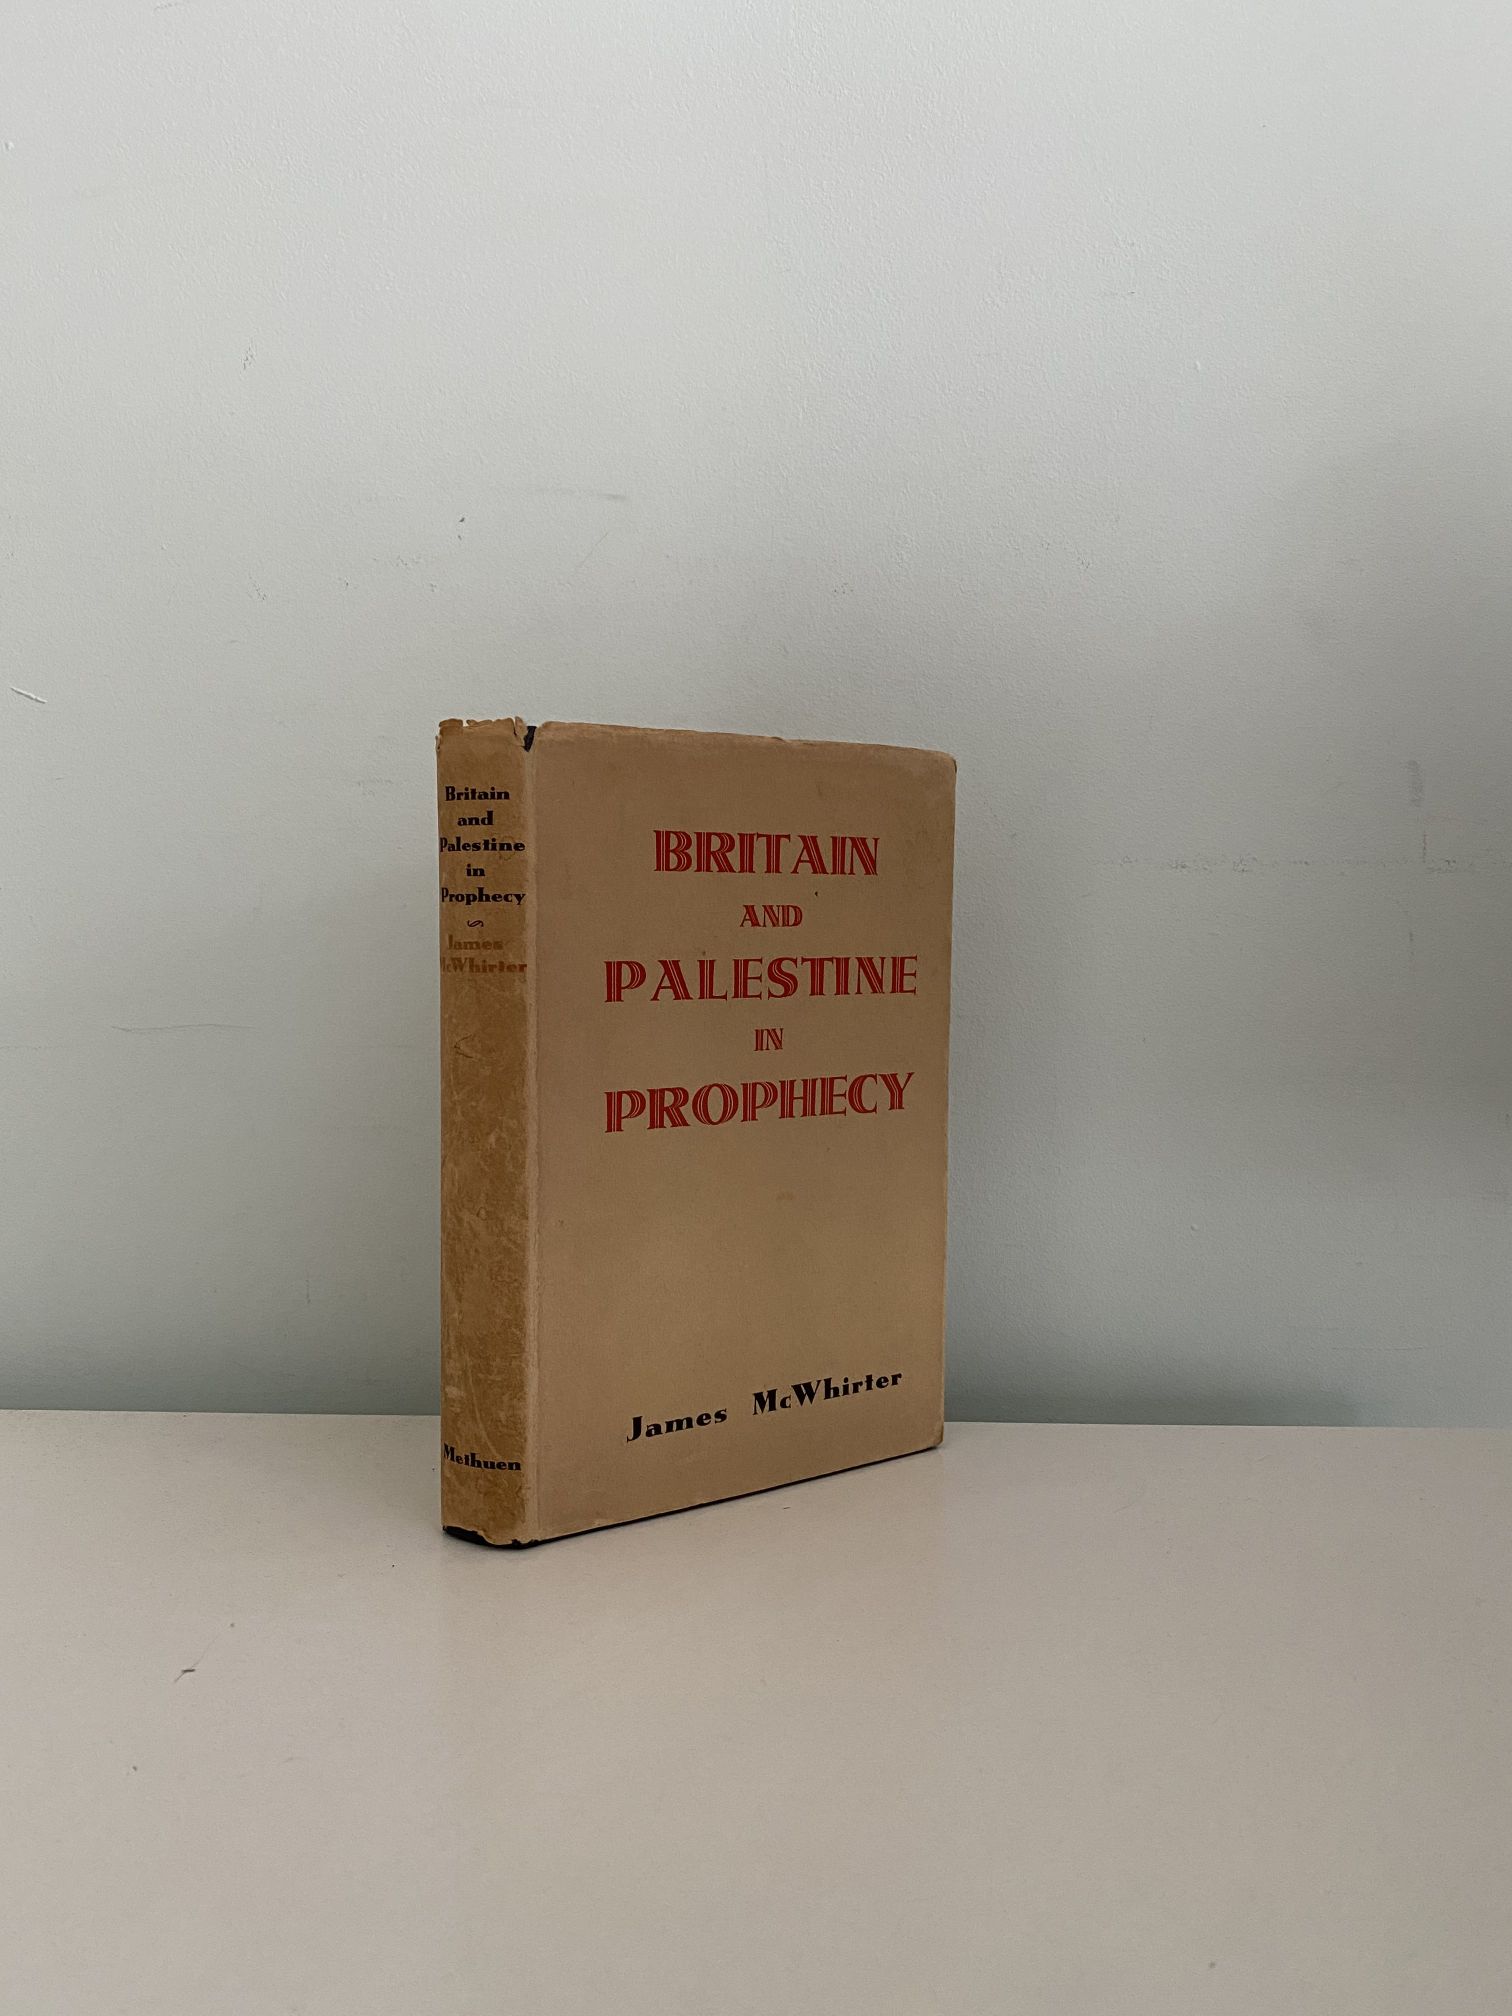 Britain
and
Palestine
in
Prophecy
James
McWhirter
Methuen
BRITAIN
AND
PALESTINE
IN
PROPHECY
James McWhirter